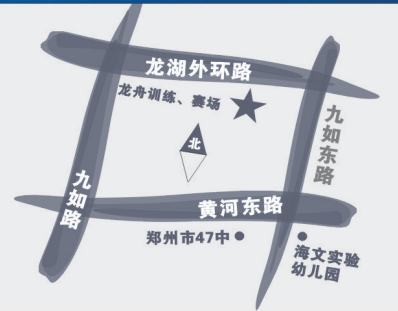 龙湖外环路
龙舟训练、赛场
九如东路
北
九如路
黄河东路
郑州市47中
海文实验
幼儿园